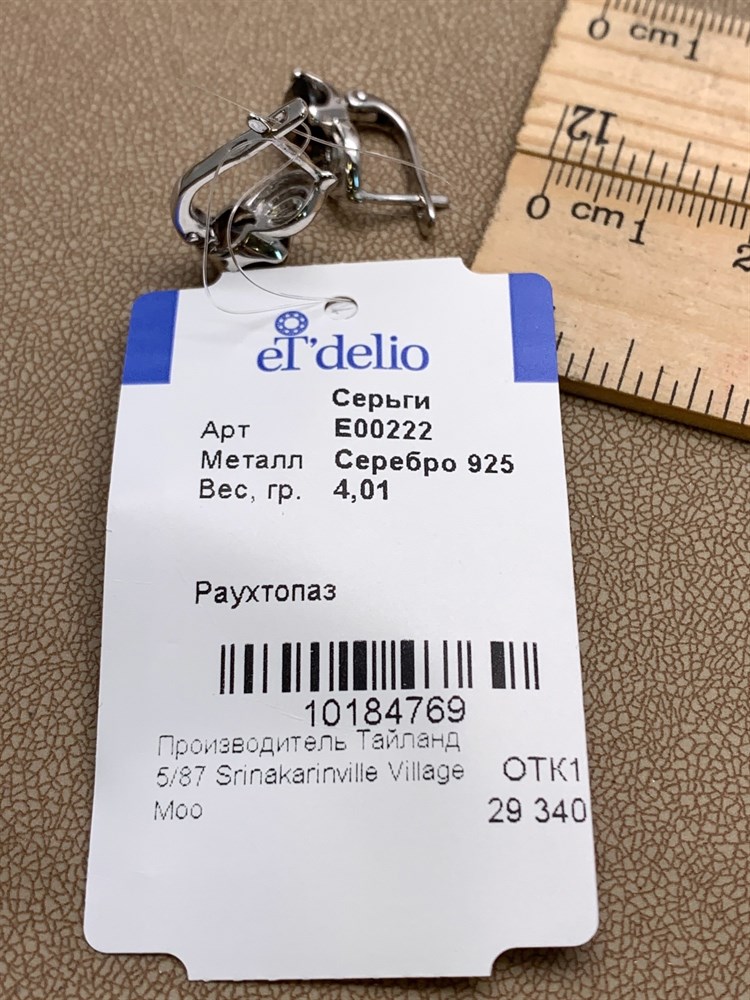 0 cm 1
12
0 cm 1 2
eT'delio
Серьги
Арт E00222
Металл Серебро 925
Вес, гр. 4,01
Раухтопаз
10184769
Производитель Тайланд
5/87 Srinakarinville Village ОТК1
Moo 29 340